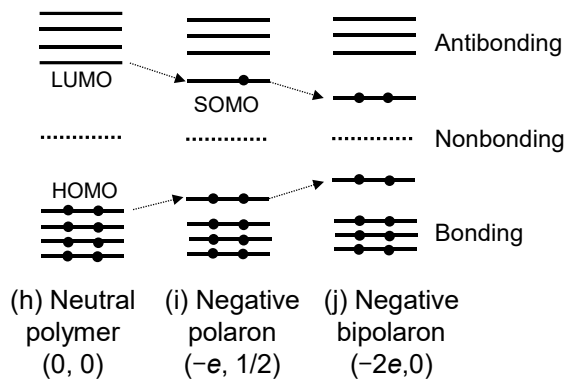 Antibonding
LUMO
SOMO
Nonbonding
HOMO
Bonding
(h) Neutral
polymer
(0, 0)
(i) Negative
polaron
(−e, 1/2)
(j) Negative
bipolaron
(−2e,0)